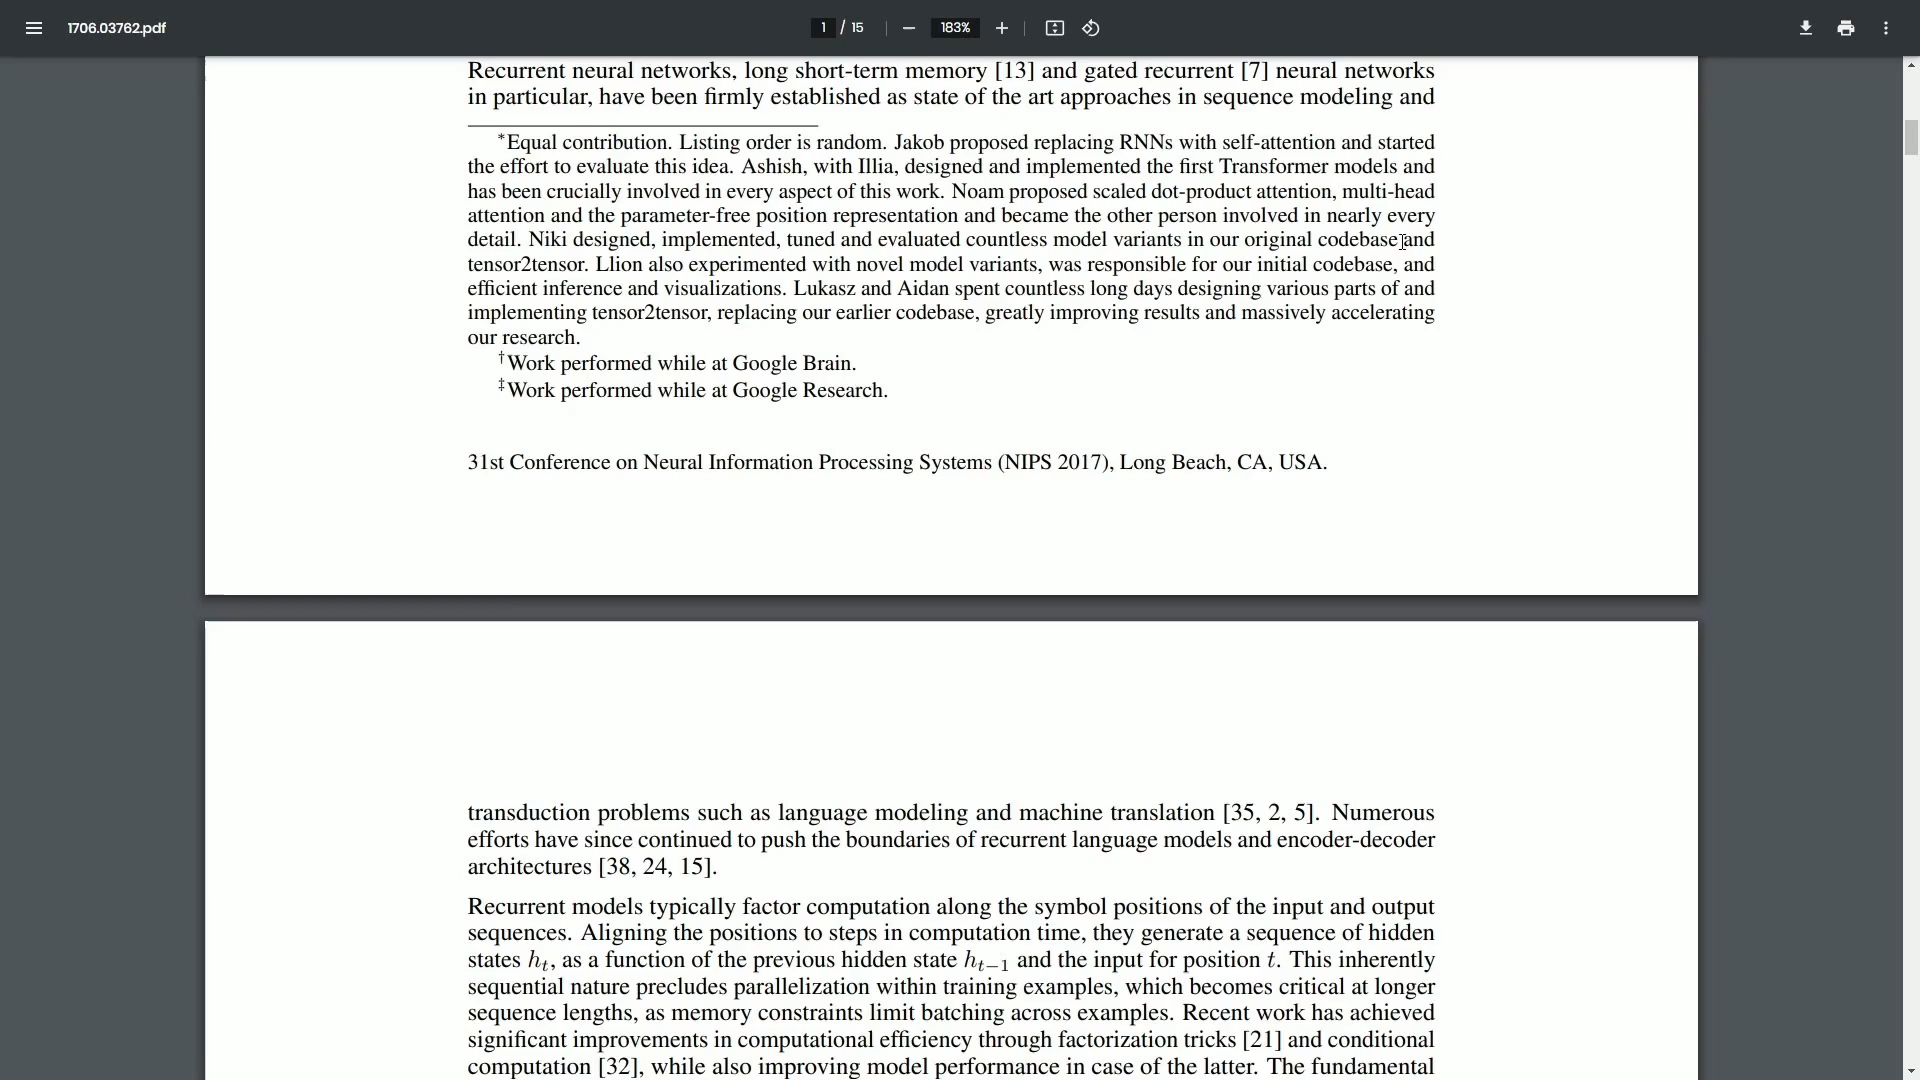 1706.03762.pdf
1 / 15
183%
Recurrent neural networks, long short-term memory [13] and gated recurrent [7] neural networks
in particular, have been firmly established as state of the art approaches in sequence modeling and
*Equal contribution. Listing order is random. Jakob proposed replacing RNNs with self-attention and started
the effort to evaluate this idea. Ashish, with Illia, designed and implemented the first Transformer models and
has been crucially involved in every aspect of this work. Noam proposed scaled dot-product attention, multi-head
attention and the parameter-free position representation and became the other person involved in nearly every
detail. Niki designed, implemented, tuned and evaluated countless model variants in our original codebase and
tensor2tensor. Llion also experimented with novel model variants, was responsible for our initial codebase, and
efficient inference and visualizations. Lukasz and Aidan spent countless long days designing various parts of and
implementing tensor2tensor, replacing our earlier codebase, greatly improving results and massively accelerating
our research.
†Work performed while at Google Brain.
‡Work performed while at Google Research.
31st Conference on Neural Information Processing Systems (NIPS 2017), Long Beach, CA, USA.
transduction problems such as language modeling and machine translation [35, 2, 5]. Numerous
efforts have since continued to push the boundaries of recurrent language models and encoder-decoder
architectures [38, 24, 15].
Recurrent models typically factor computation along the symbol positions of the input and output
sequences. Aligning the positions to steps in computation time, they generate a sequence of hidden
states hₜ, as a function of the previous hidden state hₜ₋₁ and the input for position t. This inherently
sequential nature precludes parallelization within training examples, which becomes critical at longer
sequence lengths, as memory constraints limit batching across examples. Recent work has achieved
significant improvements in computational efficiency through factorization tricks [21] and conditional
computation [32], while also improving model performance in case of the latter. The fundamental